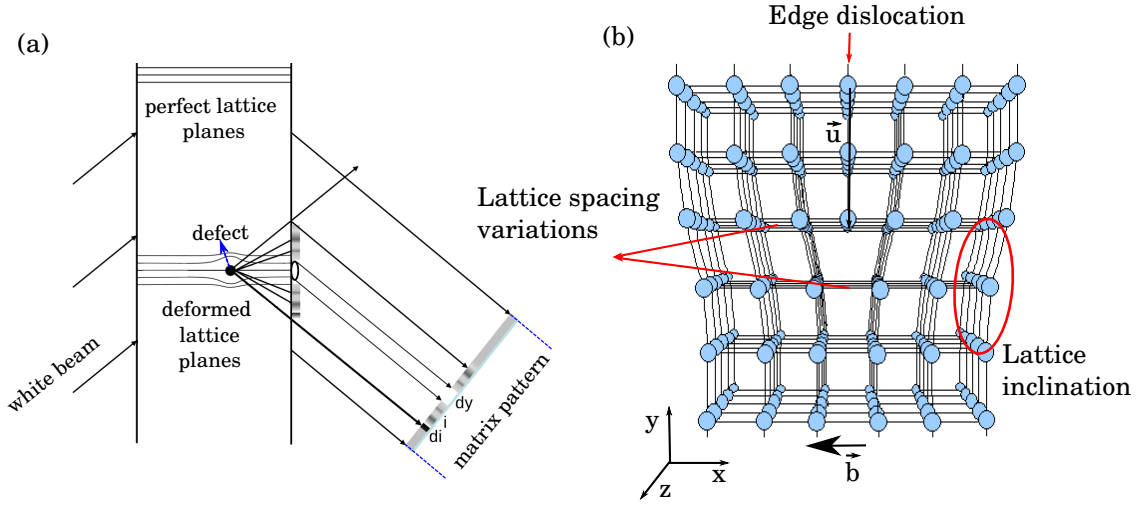 (a)
perfect lattice
planes
defect
deformed
lattice
planes
white beam
dy
i
di
matrix pattern
Edge dislocation
(b)
u
Lattice spacing
variations
Lattice
inclination
y
x
z
b